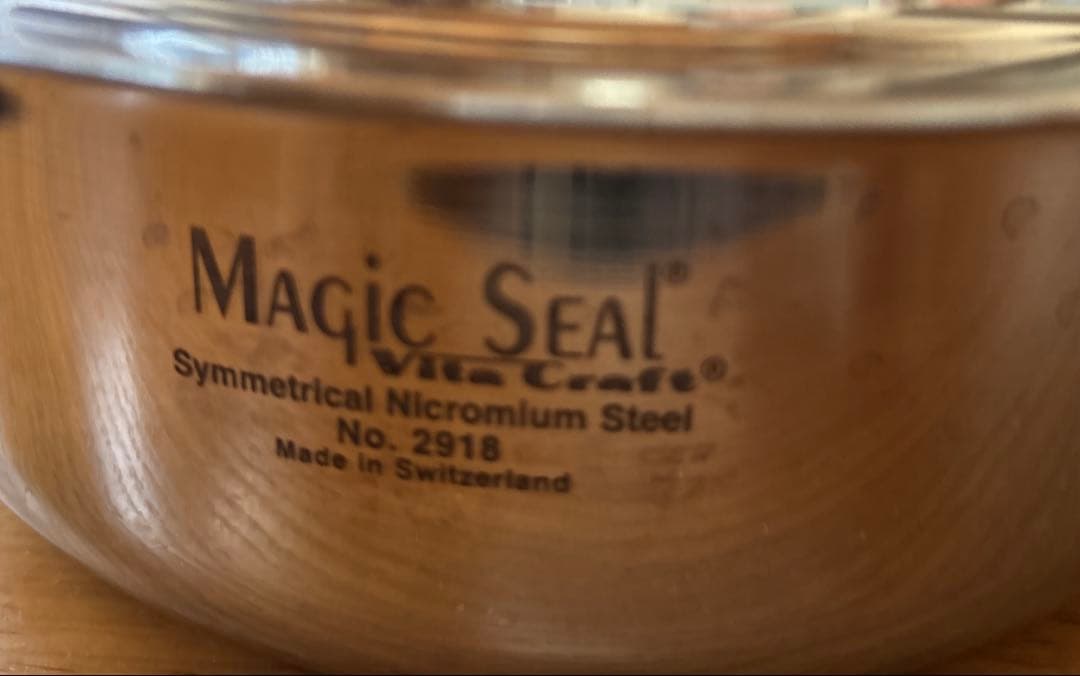 Magic Seal®
Vita Craft®
Symmetrical Nicromium Steel
No. 2918
Made in Switzerland